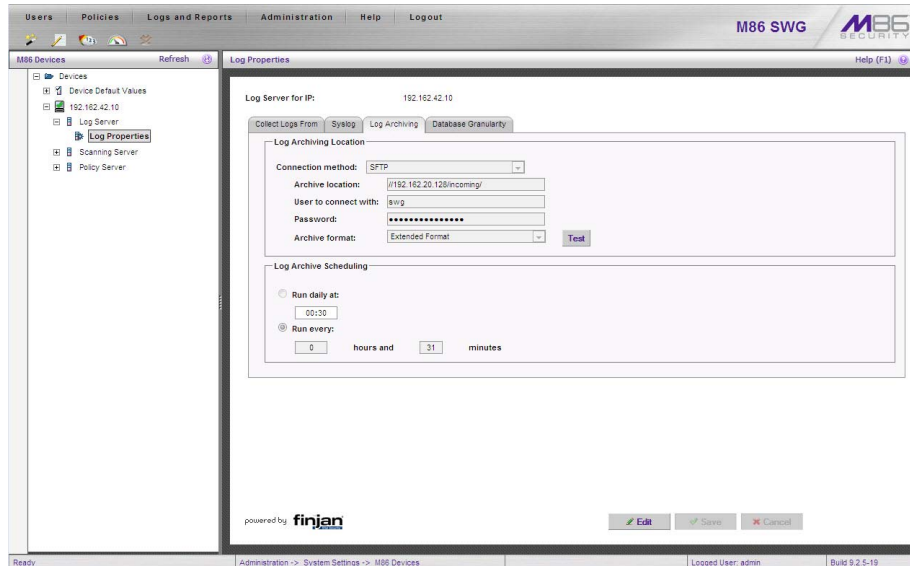 Users Policies Logs and Reports Administration Help Logout
M86 SWG
M86 SECURITY
M86 Devices Refresh
Log Properties Help (F1)
Devices
Device Default Values
192.162.42.10
Log Server
Log Properties
Scanning Server
Policy Server
Log Server for IP: 192.162.42.10
Collect Logs From Syslog Log Archiving Database Granularity
Log Archiving Location
Connection method: SFTP
Archive location: //192.162.20.128/incoming/
User to connect with: swg
Password: •••••••••••••••
Archive format: Extended Format Test
Log Archive Scheduling
Run daily at:
00:30
Run every:
0 hours and 31 minutes
powered by finjan
Edit Save Cancel
Ready Administration -> System Settings -> M86 Devices Logged User: admin Build 9.2.5-19